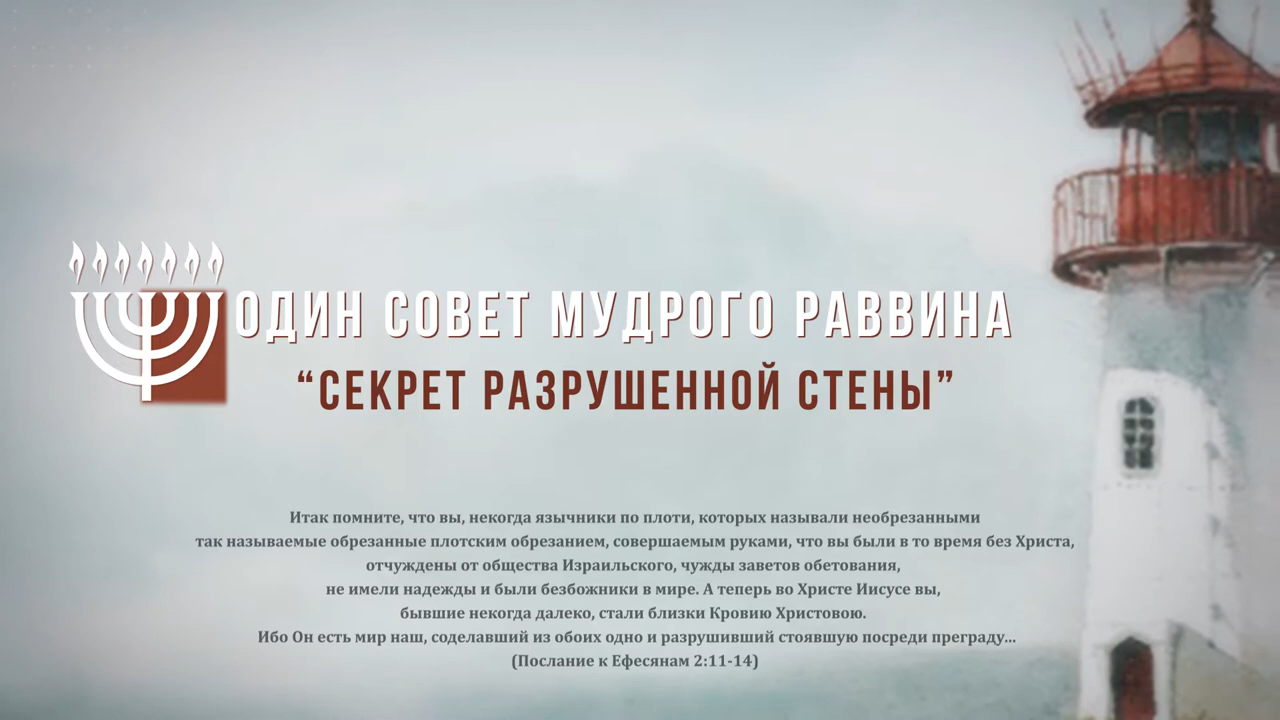 ОДИН СОВЕТ МУДРОГО РАВВИНА
“СЕКРЕТ РАЗРУШЕННОЙ СТЕНЫ”
Итак помните, что вы, некогда язычники по плоти, которых называли необрезанными
так называемые обрезанные плотским обрезанием, совершаемым руками, что вы были в то время без Христа,
отчуждены от общества Израильского, чужды заветов обетования,
не имели надежды и были безбожники в мире. А теперь во Христе Иисусе вы,
бывшие некогда далеко, стали близки Кровию Христовою.
Ибо Он есть мир наш, соделавший из обоих одно и разрушивший стоявшую посреди преграду...
(Послание к Ефесянам 2:11-14)